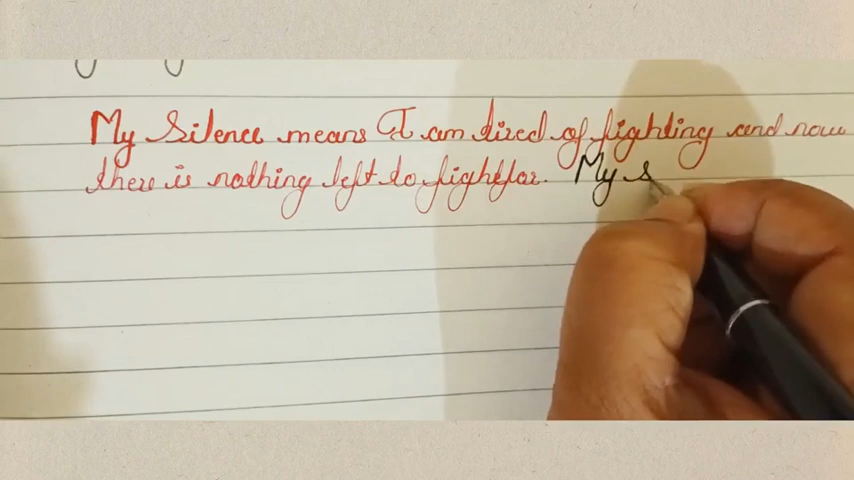 My Silence means I am tired of fighting and now
there is nothing left to fight for. My s